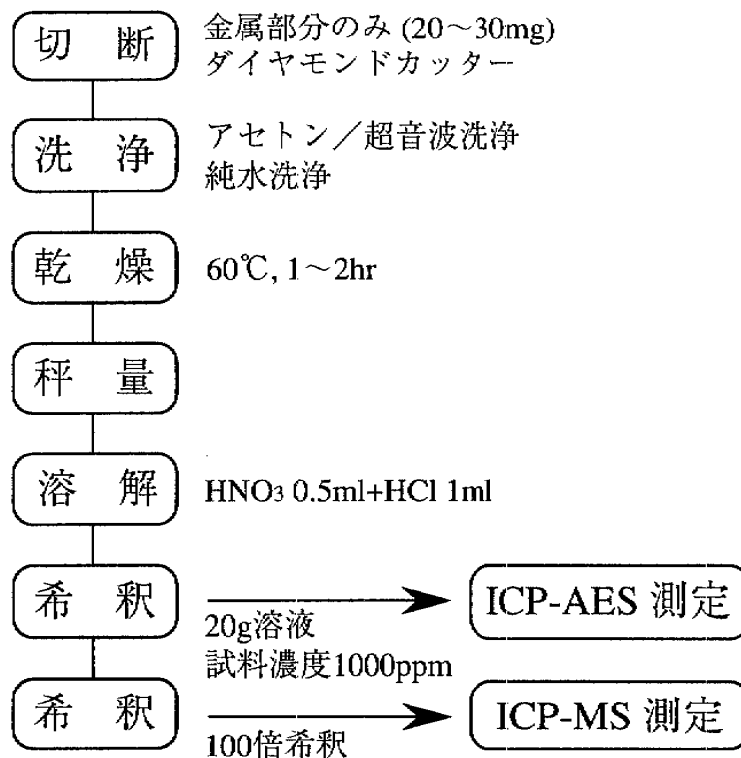 切 断
金属部分のみ (20～30mg)
ダイヤモンドカッター
洗 浄
アセトン／超音波洗浄
純水洗浄
乾 燥
60℃, 1～2hr
秤 量
溶 解
HNO3 0.5ml+HCl 1ml
希 釈
20g溶液
試料濃度1000ppm
ICP-AES 測定
希 釈
100倍希釈
ICP-MS 測定